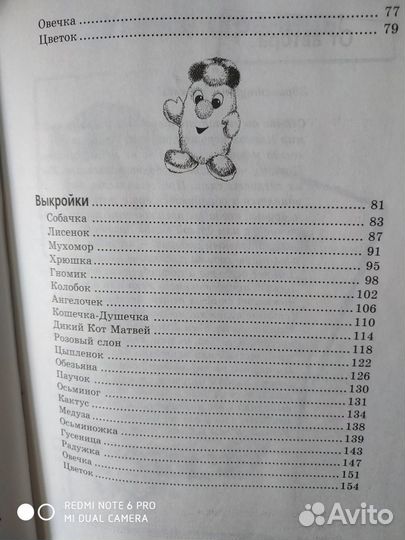 Овечка 77
Цветок 79
От автора
Выкройки 81
Собачка 83
Лисенок 87
Мухомор 91
Хрюшка 95
Гномик 98
Колобок 102
Ангелочек 106
Кошечка-Душечка 110
Дикий Кот Матвей 114
Розовый слон 118
Цыпленок 122
Обезьяна 126
Паучок 130
Осьминог 131
Кактус 134
Медуза 138
Осьминожка 139
Гусеница 143
Радужка 147
Овечка 151
Цветок 154
REDMI NOTE 6 PRO
MI DUAL CAMERA
Avito